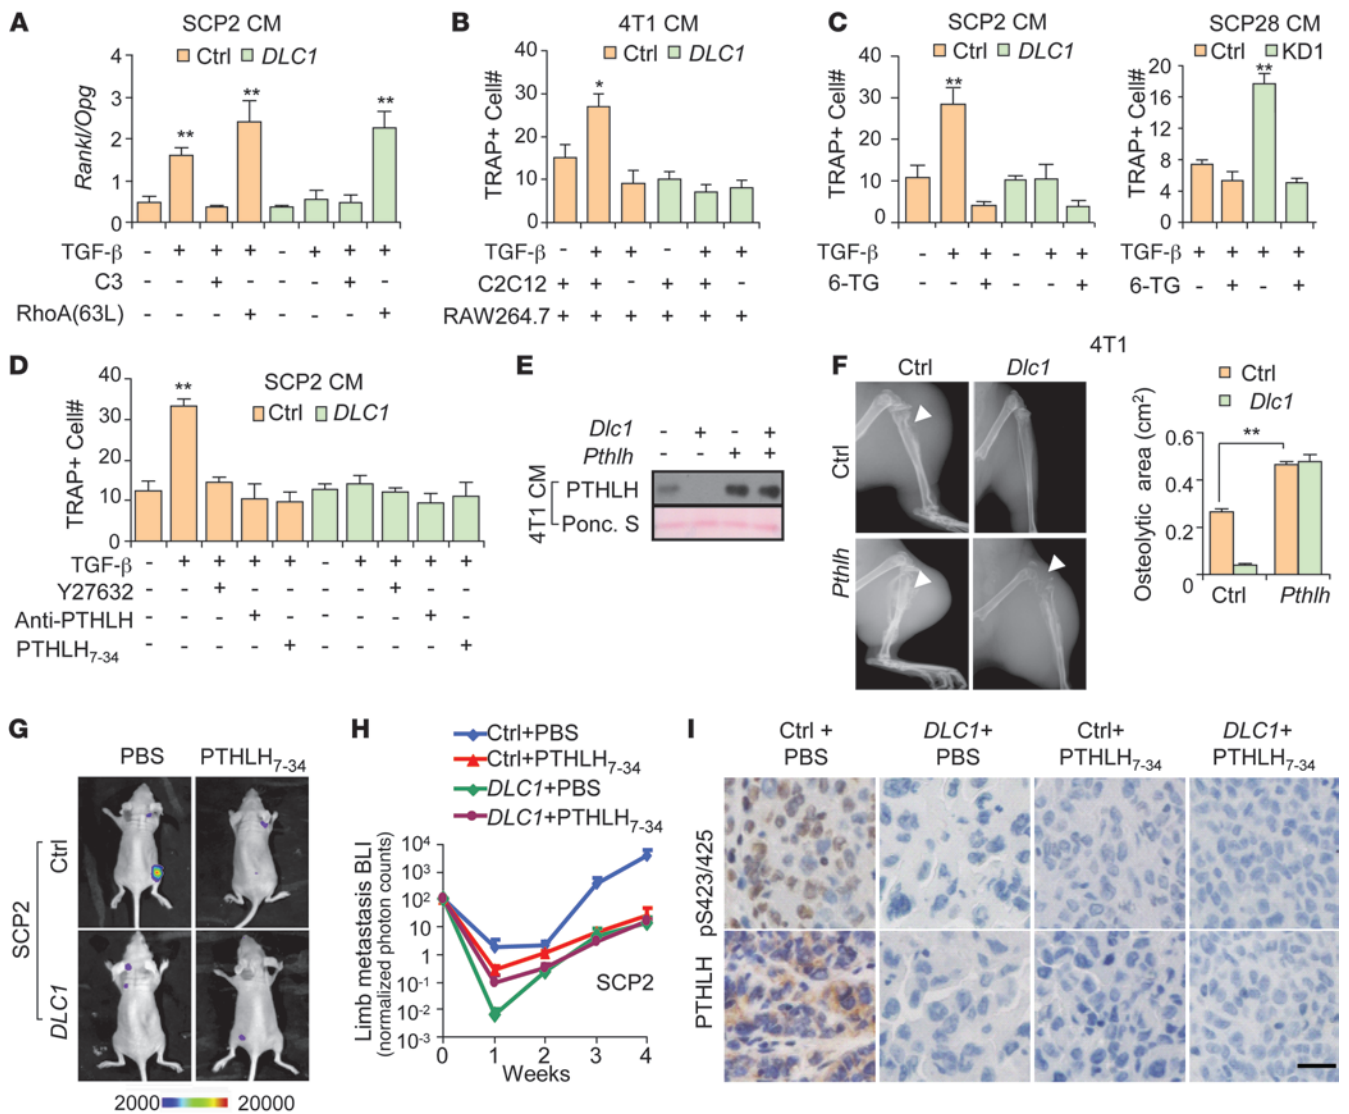 A
SCP2 CM
Ctrl DLC1
Rankl/Opg
4
3
2
1
0
** ** **
TGF-β - + + + - + + +
C3 - - + - - - + -
RhoA(63L) - - - + - - - +
B
4T1 CM
Ctrl DLC1
TRAP+ Cell#
40
30
20
10
0
*
TGF-β - + + - + +
C2C12 + + - + + -
RAW264.7 + + + + + +
C
SCP2 CM
Ctrl DLC1
TRAP+ Cell#
40
30
20
10
0
**
TGF-β - + + - + +
6-TG - - + - - +
SCP28 CM
Ctrl KD1
TRAP+ Cell#
20
16
12
8
4
0
**
TGF-β + + + +
6-TG - + - +
D
SCP2 CM
Ctrl DLC1
TRAP+ Cell#
40
30
20
10
0
**
TGF-β - + + + + - + + + +
Y27632 - - + - - - - + - -
Anti-PTHLH - - - + - - - - + -
PTHLH7-34 - - - - + - - - - +
E
Dlc1 - + - +
Pthlh - - + +
4T1 CM
PTHLH
Ponc. S
F
4T1
Ctrl Dlc1
Ctrl
Pthlh
Ctrl
Dlc1
Osteolytic area (cm2)
0.6
0.4
0.2
0
**
Ctrl Pthlh
G
PBS PTHLH7-34
SCP2
Ctrl
DLC1
2000 20000
H
Ctrl+PBS
Ctrl+PTHLH7-34
DLC1+PBS
DLC1+PTHLH7-34
Limb metastasis BLI
(normalized photon counts)
10^4
10^3
10^2
10
1
10^-1
10^-2
10^-3
SCP2
0 1 2 3 4
Weeks
I
Ctrl + DLC1+ Ctrl+ DLC1+
PBS PBS PTHLH7-34 PTHLH7-34
pS423/425
PTHLH